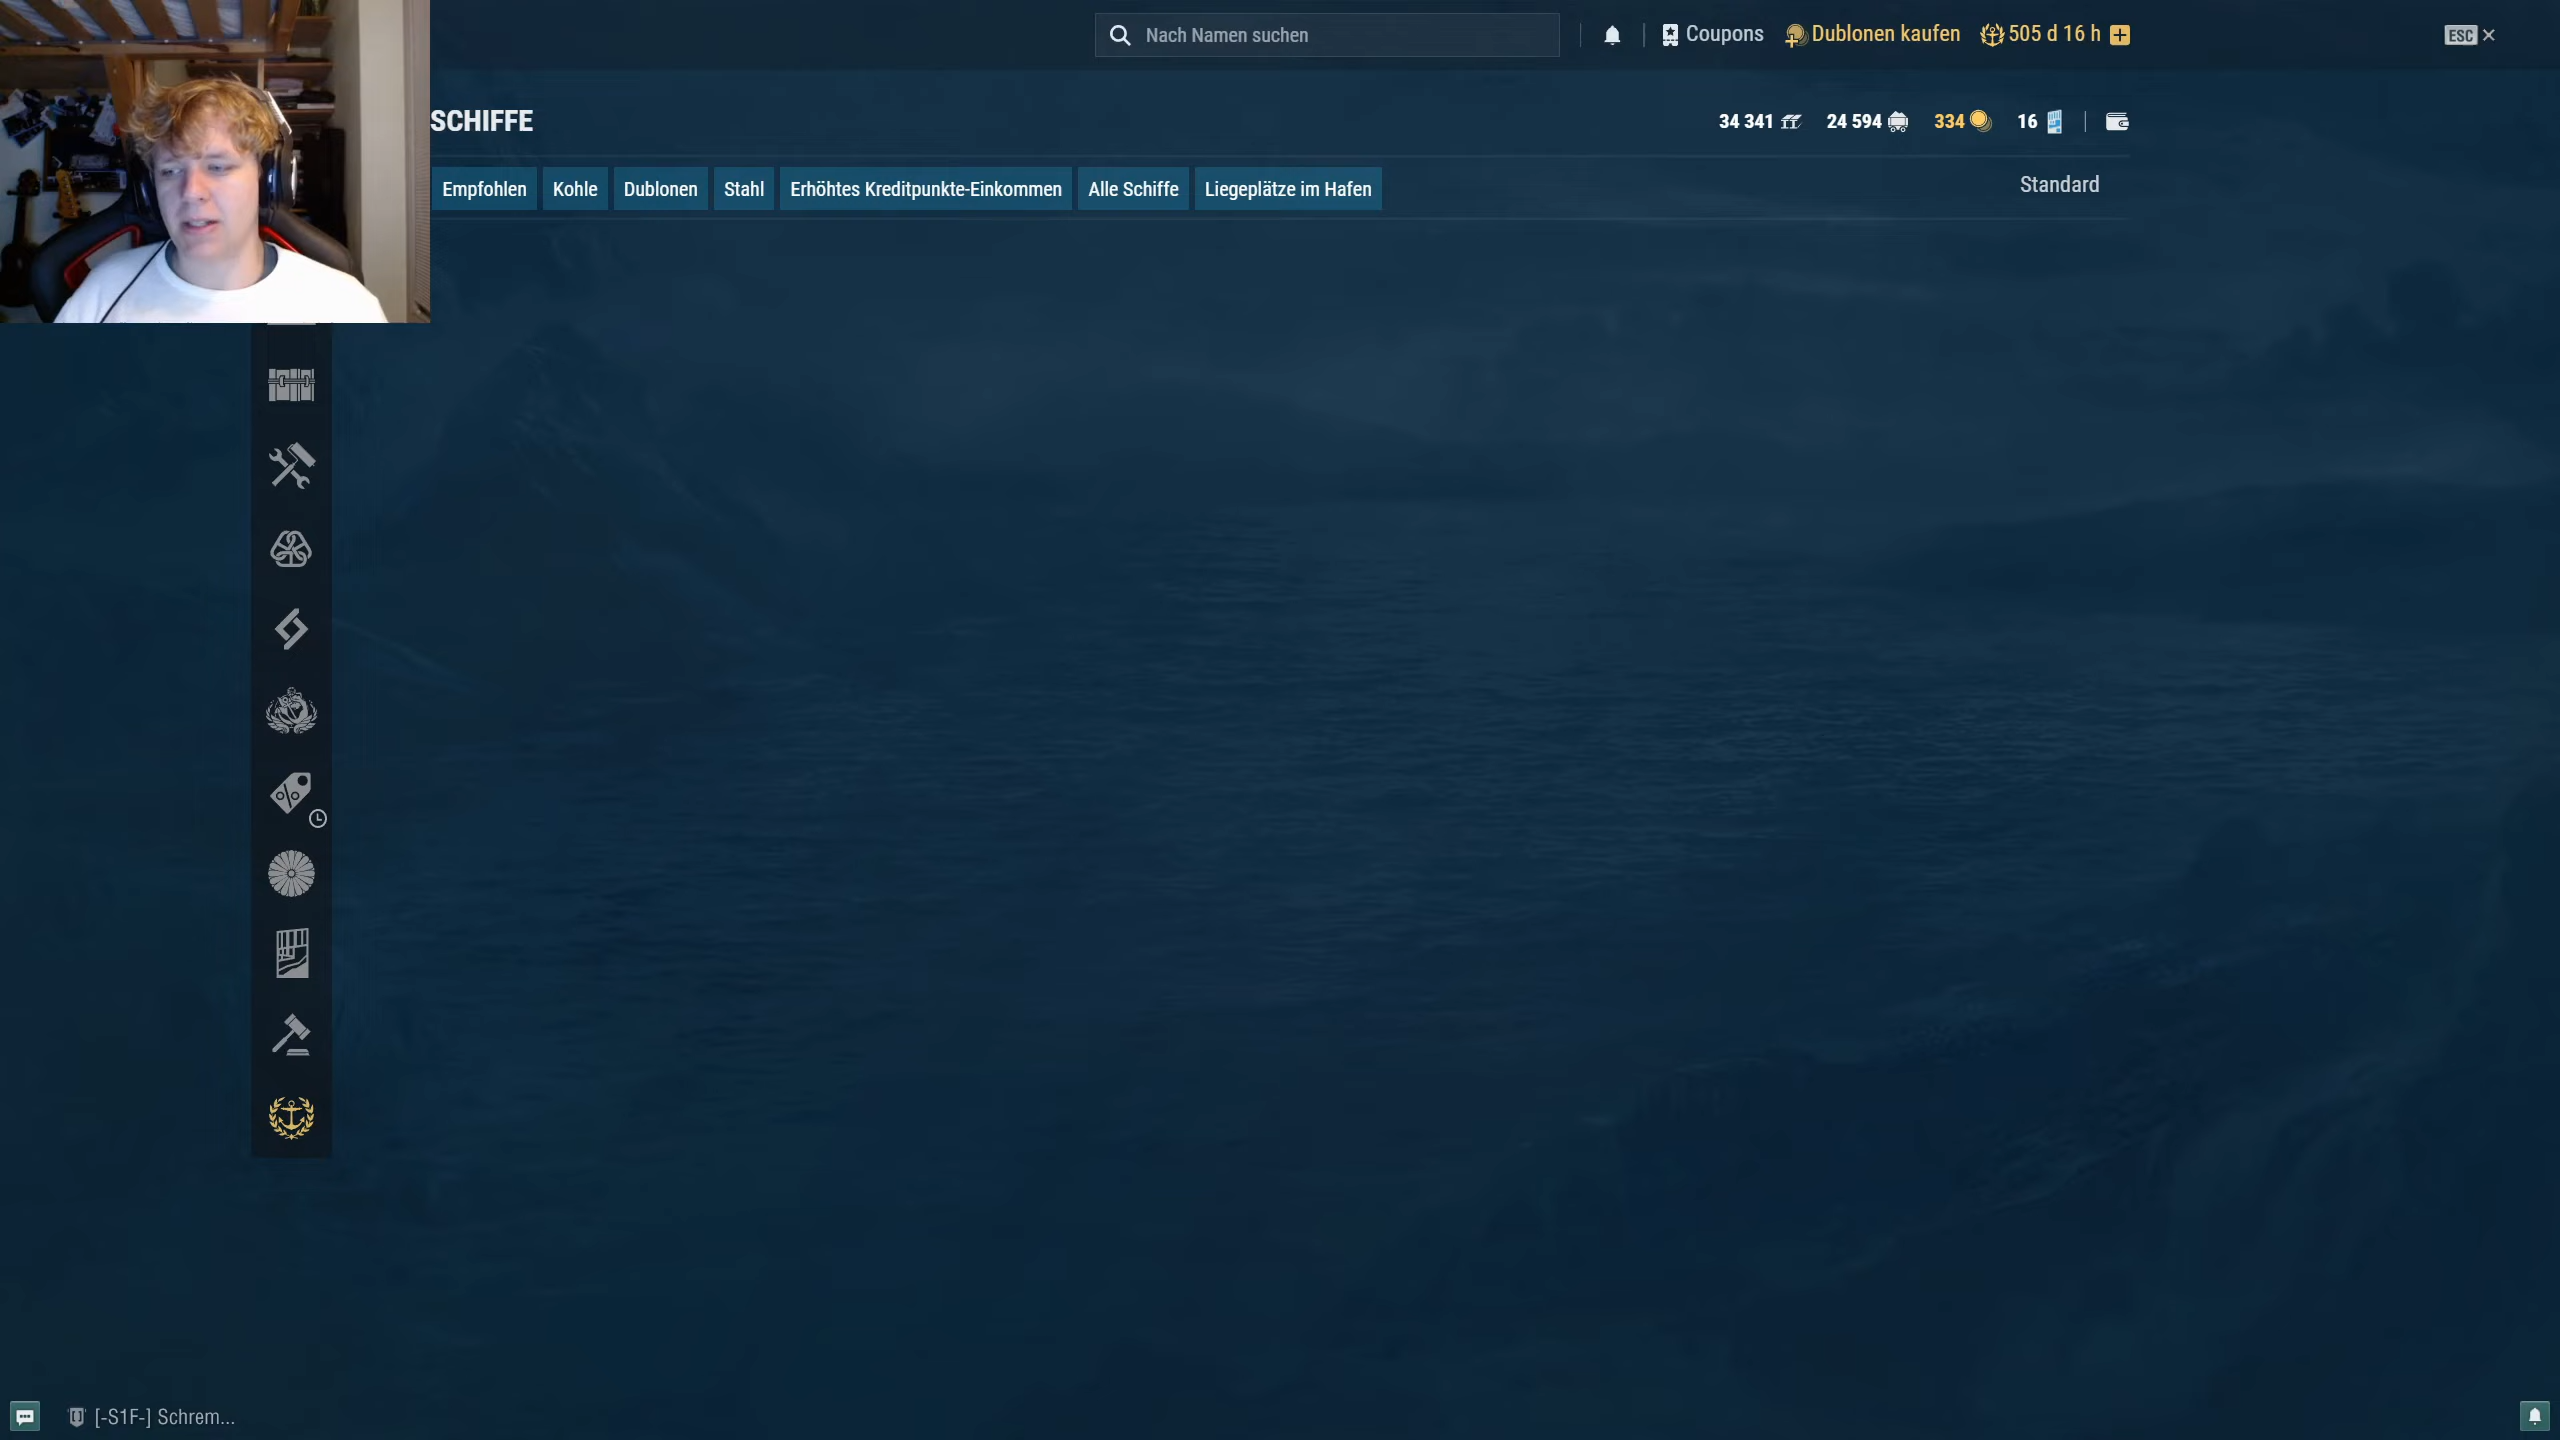 Nach Namen suchen
Coupons
Dublonen kaufen
505 d 16 h
ESC
SCHIFFE
34 341
24 594
334
16
Empfohlen
Kohle
Dublonen
Stahl
Erhöhtes Kreditpunkte-Einkommen
Alle Schiffe
Liegeplätze im Hafen
Standard
[-S1F-] Schrem...